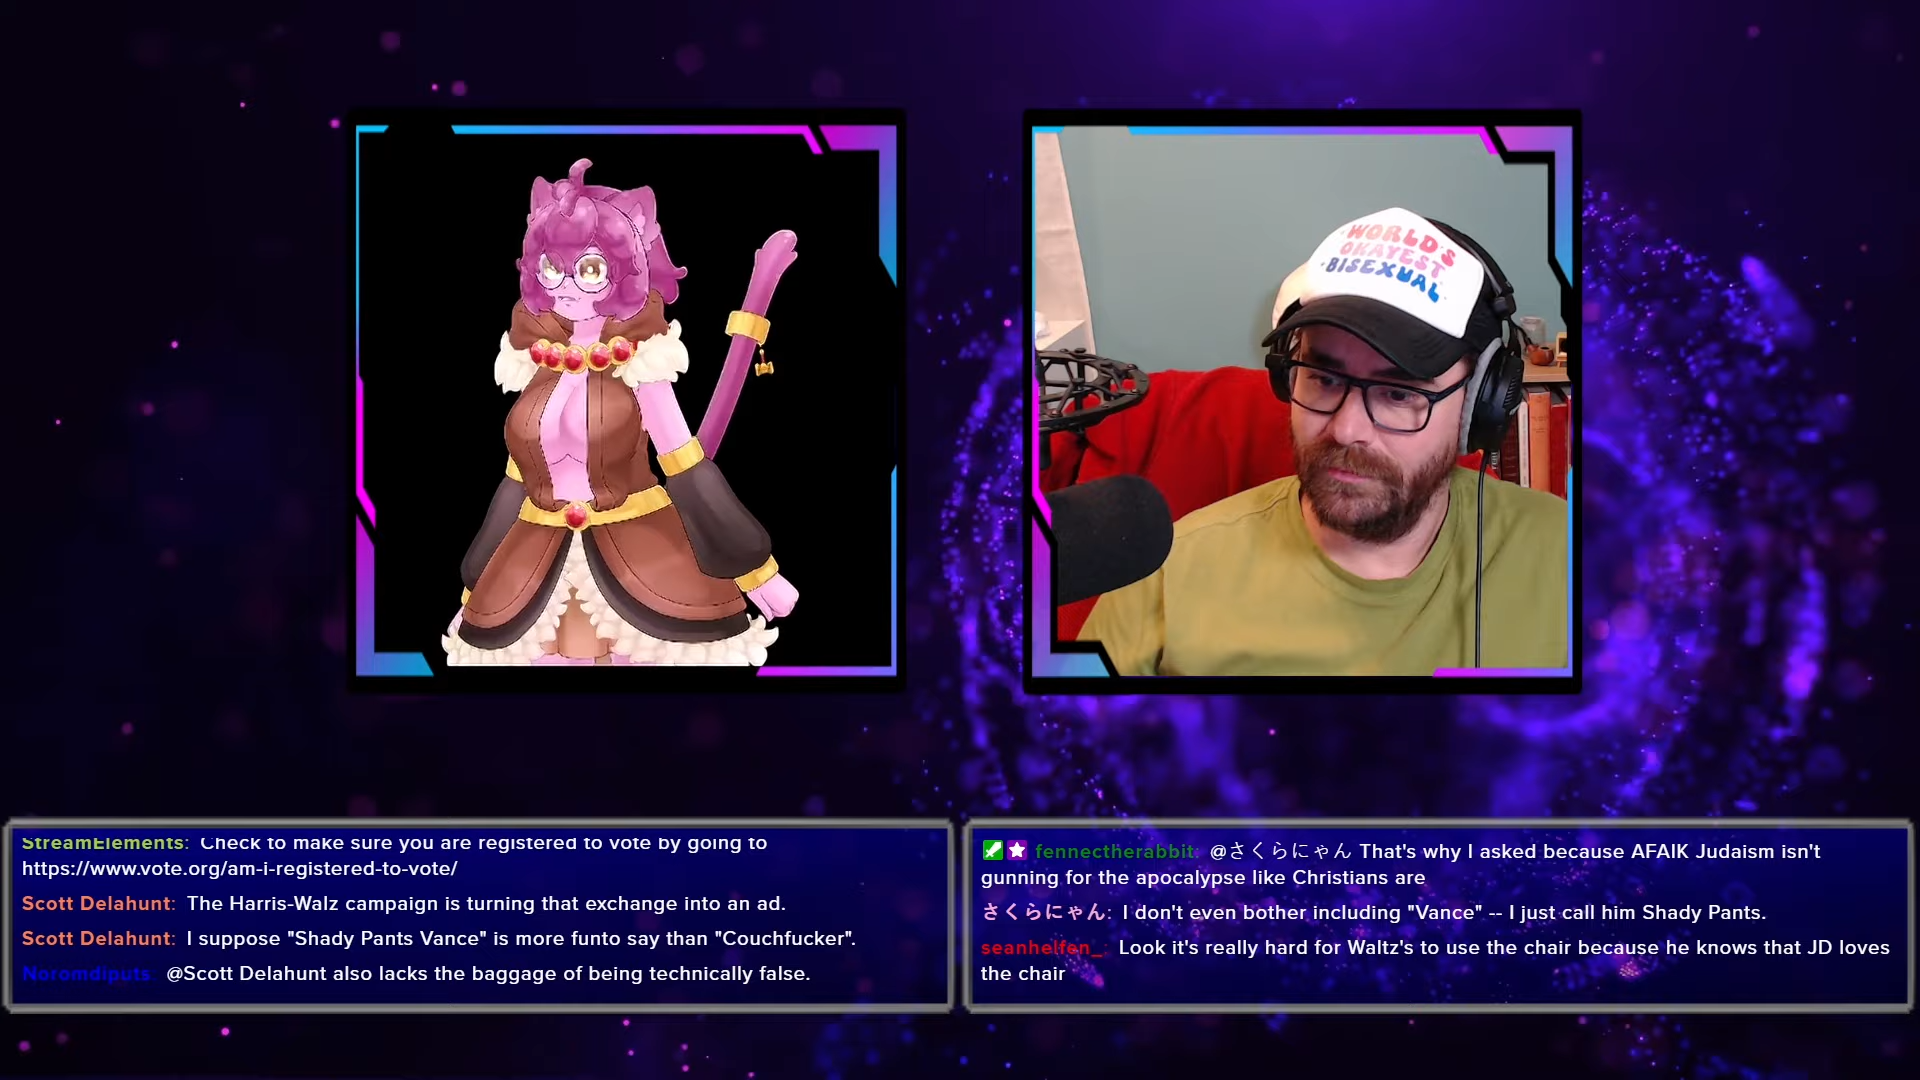 WORLD'S
OKAYEST
BISEXUAL
StreamElements: Check to make sure you are registered to vote by going to
https://www.vote.org/am-i-registered-to-vote/
Scott Delahunt: The Harris-Walz campaign is turning that exchange into an ad.
Scott Delahunt: I suppose "Shady Pants Vance" is more funto say than "Couchfucker".
Noromdiputs: @Scott Delahunt also lacks the baggage of being technically false.
fennectherabbit: @さくらにゃん That's why I asked because AFAIK Judaism isn't
gunning for the apocalypse like Christians are
さくらにゃん: I don't even bother including "Vance" -- I just call him Shady Pants.
seanhelfen_: Look it's really hard for Waltz's to use the chair because he knows that JD loves
the chair